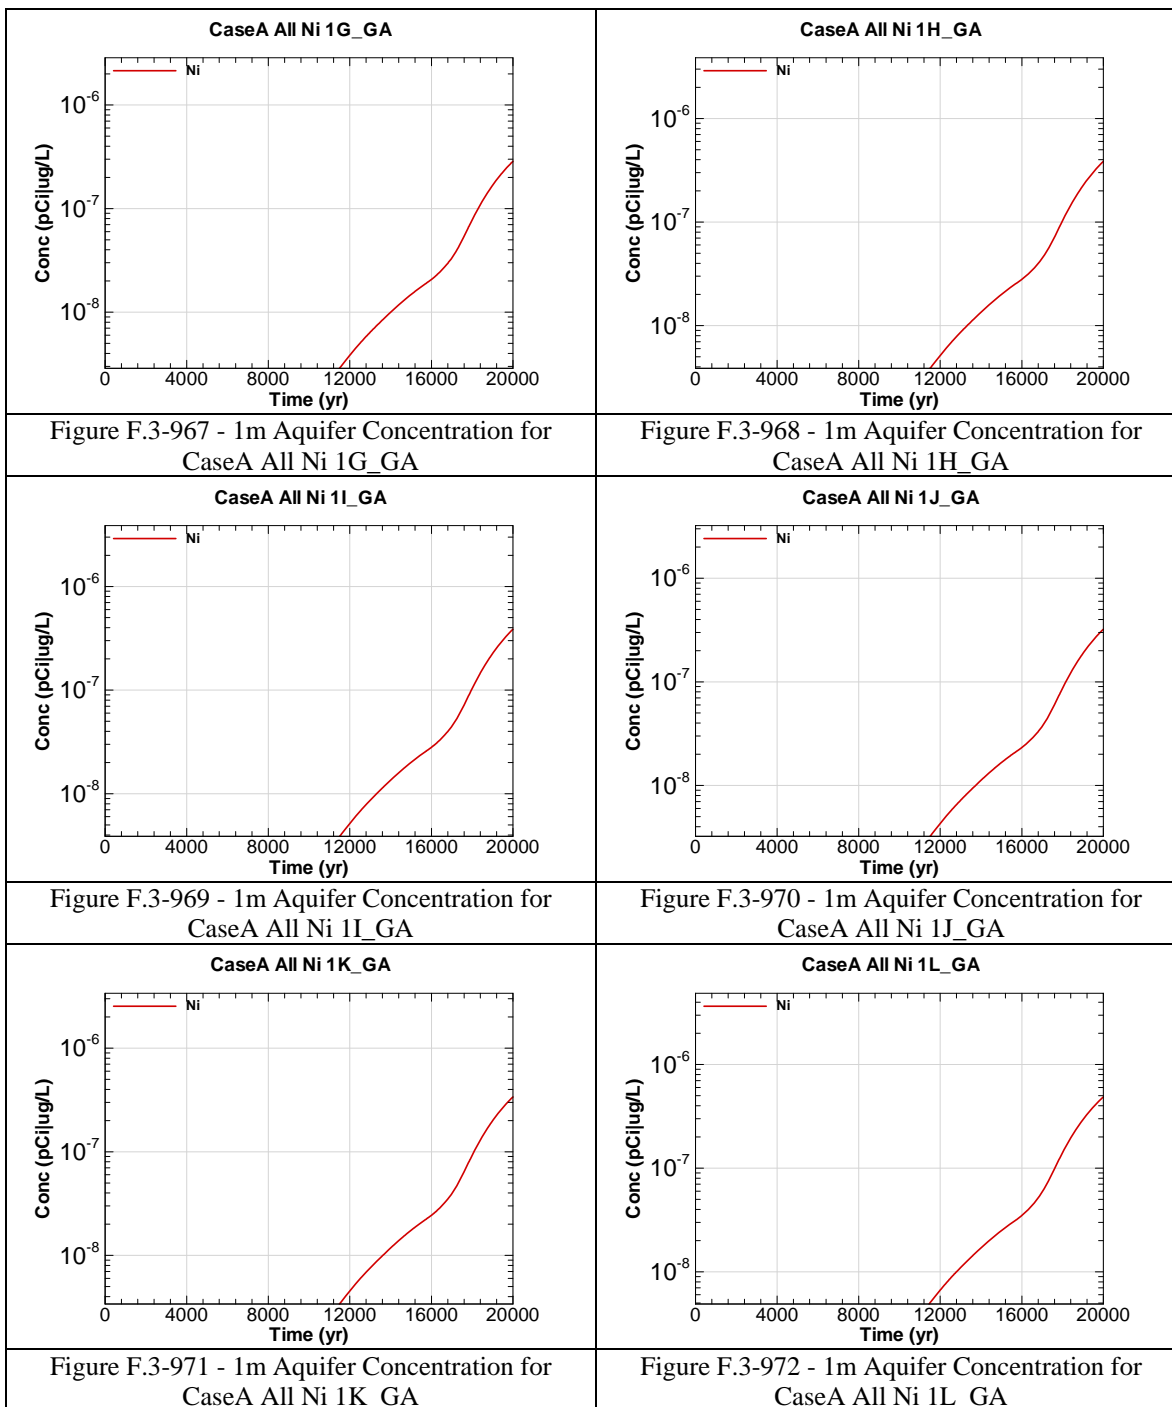 CaseA All Ni 1G_GA
Ni
10-6
10-7
10-8
Conc (pCi|ug/L)
0 4000 8000 12000 16000 20000
Time (yr)
Figure F.3-967 - 1m Aquifer Concentration for
CaseA All Ni 1G_GA
CaseA All Ni 1H_GA
Ni
10-6
10-7
10-8
Conc (pCi|ug/L)
0 4000 8000 12000 16000 20000
Time (yr)
Figure F.3-968 - 1m Aquifer Concentration for
CaseA All Ni 1H_GA
CaseA All Ni 1I_GA
Ni
10-6
10-7
10-8
Conc (pCi|ug/L)
0 4000 8000 12000 16000 20000
Time (yr)
Figure F.3-969 - 1m Aquifer Concentration for
CaseA All Ni 1I_GA
CaseA All Ni 1J_GA
Ni
10-6
10-7
10-8
Conc (pCi|ug/L)
0 4000 8000 12000 16000 20000
Time (yr)
Figure F.3-970 - 1m Aquifer Concentration for
CaseA All Ni 1J_GA
CaseA All Ni 1K_GA
Ni
10-6
10-7
10-8
Conc (pCi|ug/L)
0 4000 8000 12000 16000 20000
Time (yr)
Figure F.3-971 - 1m Aquifer Concentration for
CaseA All Ni 1K_GA
CaseA All Ni 1L_GA
Ni
10-6
10-7
10-8
Conc (pCi|ug/L)
0 4000 8000 12000 16000 20000
Time (yr)
Figure F.3-972 - 1m Aquifer Concentration for
CaseA All Ni 1L_GA